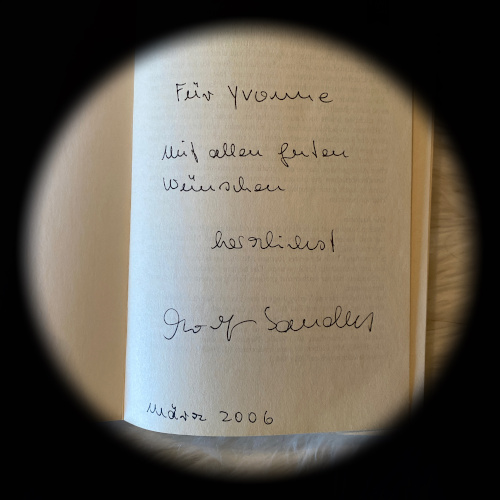 Für Yvonne
Mit allen guten
Wünschen
herzlichst
März 2006